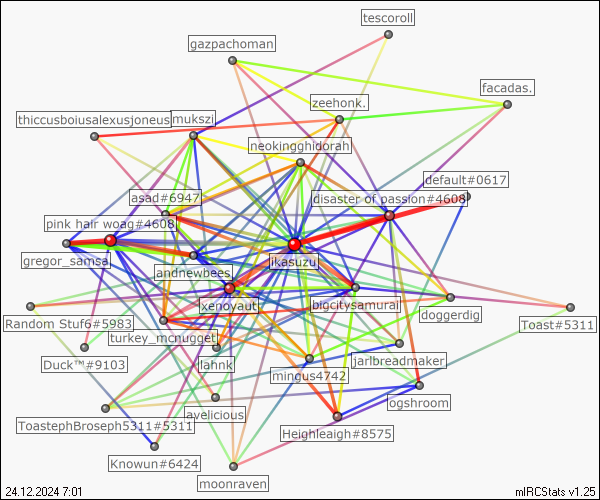 tescoroll
gazpachoman
facadas.
zeehonk.
thiccusboiusalexusjoneus
mukszi
neokingghidorah
default#0617
asad#6947
disaster of passion#4608
pink hair woag#4608
gregor_samsa
ikasuzu
andnewbees
xenoyaut
bigcitysamurai
doggerdig
Random Stuf6#5983
Toast#5311
turkey_mcnugget
Duck™#9103
lahnk
jarlbreadmaker
mingus4742
ogshroom
avelicious
ToastephBroseph5311#5311
Heighleaigh#8575
Knowun#6424
moonraven
24.12.2024 7:01
mIRCStats v1.25